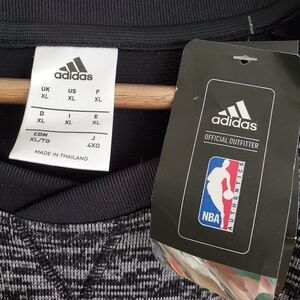 adidas
UK US F
XL XL XL
D I E
XL XL XL
CDN J
XL/TG 4XO
MADE IN THAILAND
adidas
OFFICIAL OUTFITTER
NBA
AUTHENTICS